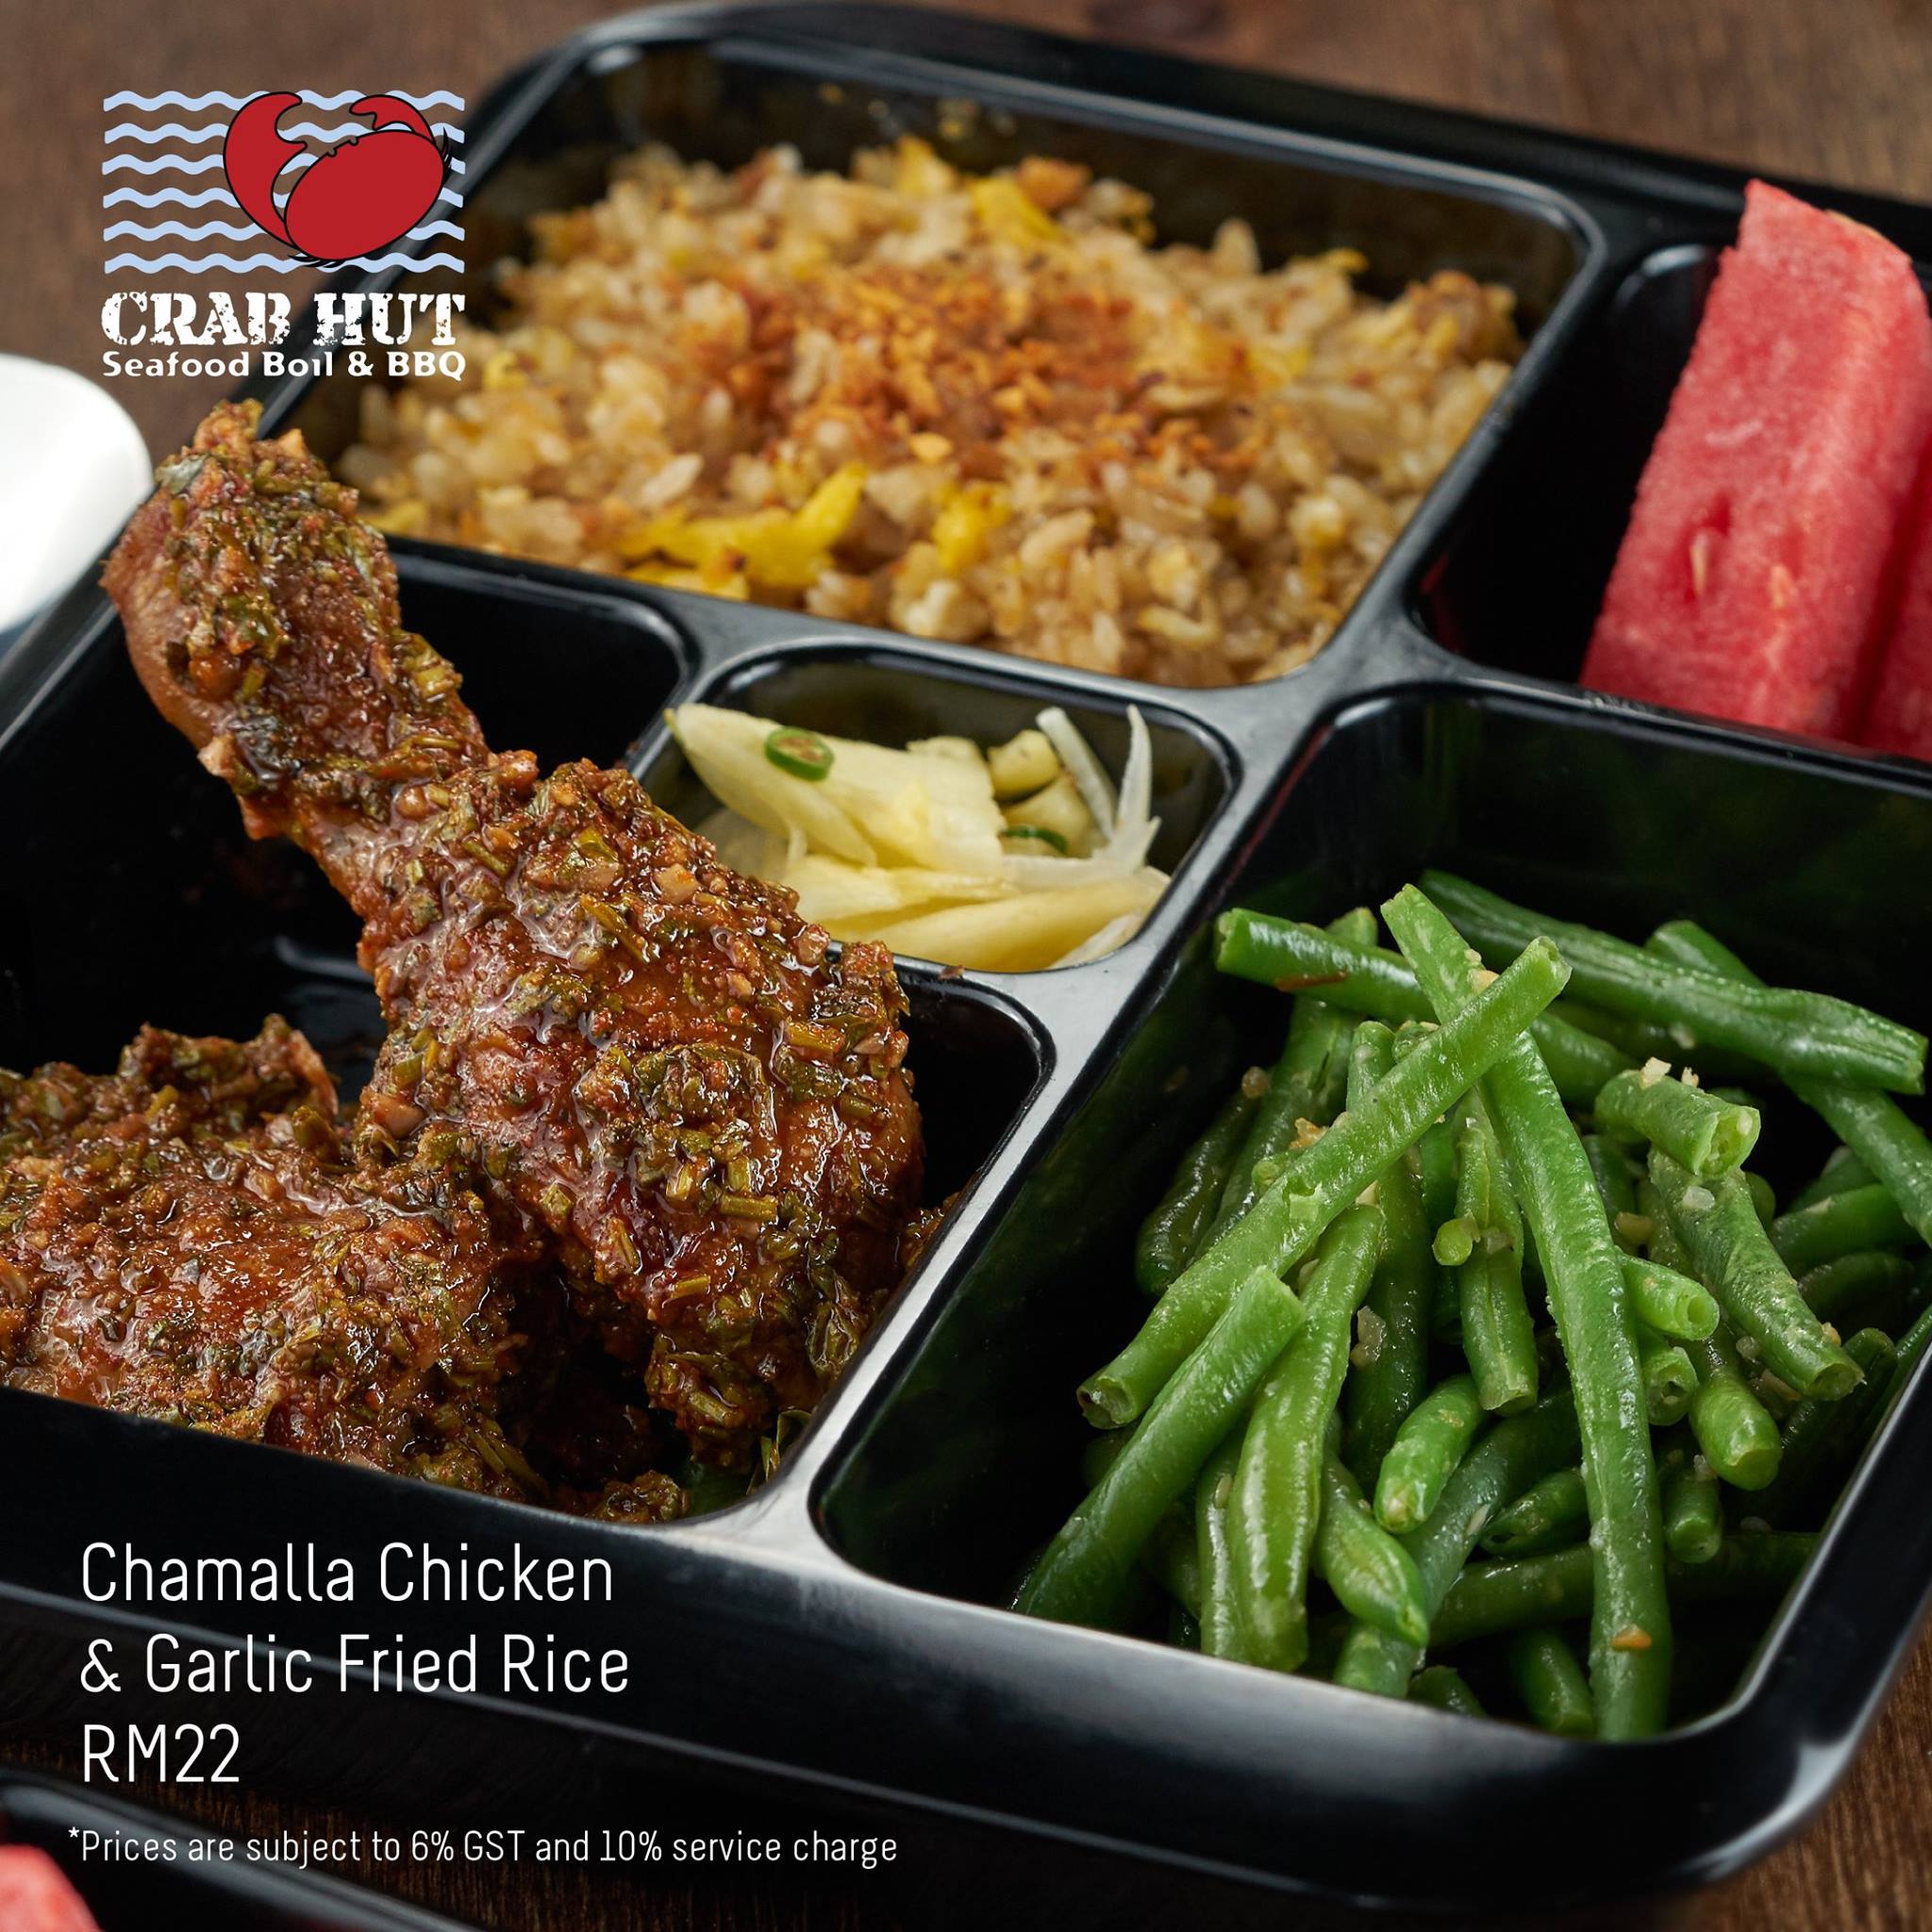 CRAB HUT
Seafood Boil & BBQ
Chamalla Chicken
& Garlic Fried Rice
RM22
*Prices are subject to 6% GST and 10% service charge